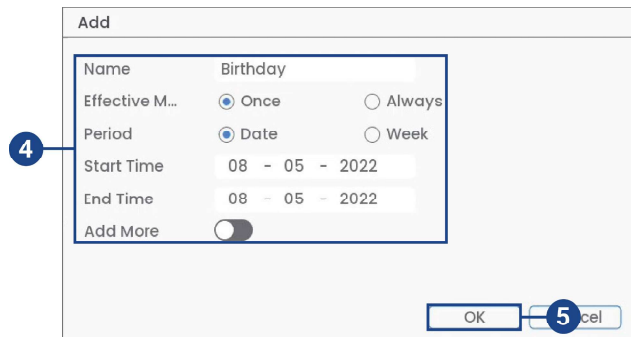 Add
Name Birthday
Effective M... Once Always
Period Date Week
Start Time 08 - 05 - 2022
End Time 08 - 05 - 2022
Add More
4
OK 5 cel